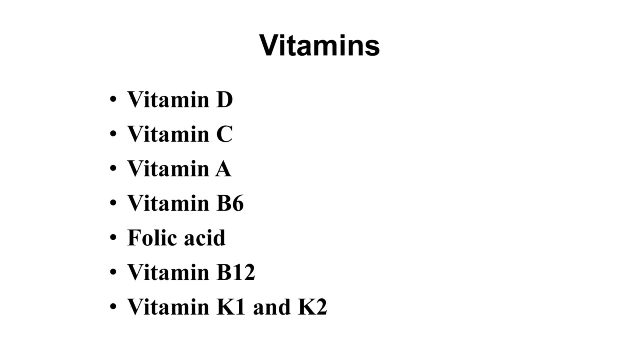 Vitamins
• Vitamin D
• Vitamin C
• Vitamin A
• Vitamin B6
• Folic acid
• Vitamin B12
• Vitamin K1 and K2